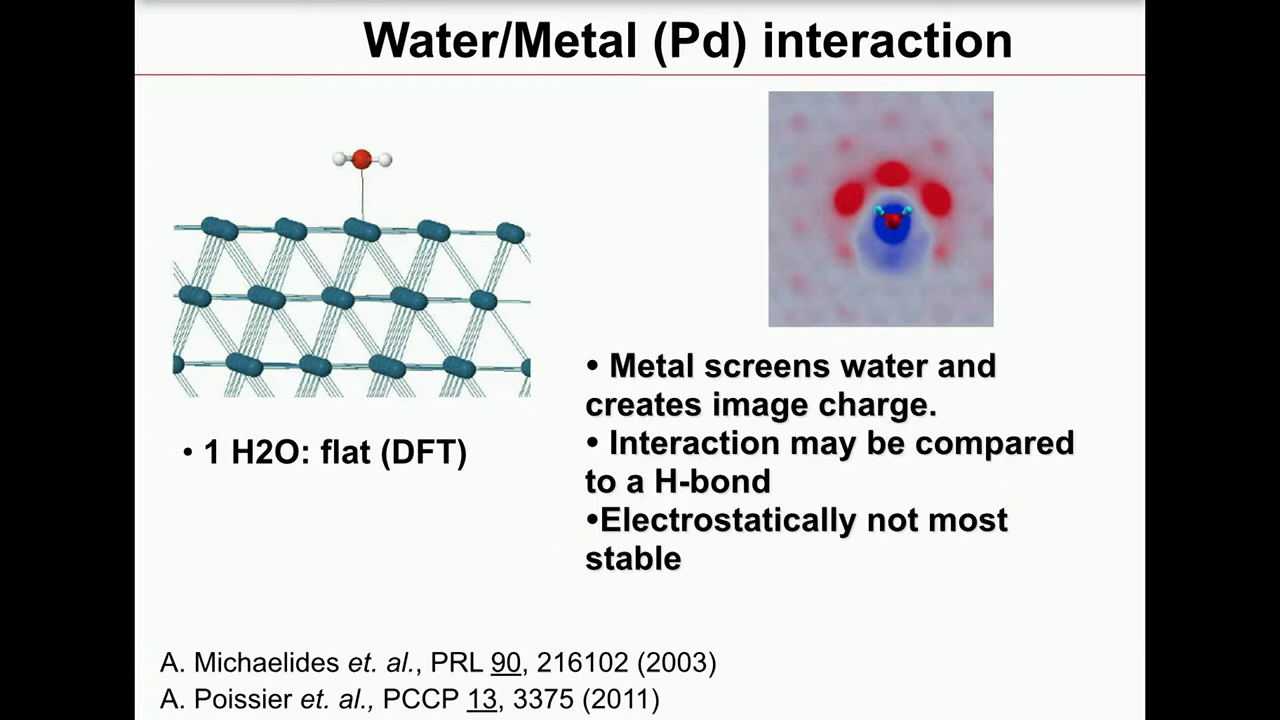 Water/Metal (Pd) interaction
• 1 H2O: flat (DFT)
• Metal screens water and
creates image charge.
• Interaction may be compared
to a H-bond
•Electrostatically not most
stable
A. Michaelides et. al., PRL 90, 216102 (2003)
A. Poissier et. al., PCCP 13, 3375 (2011)